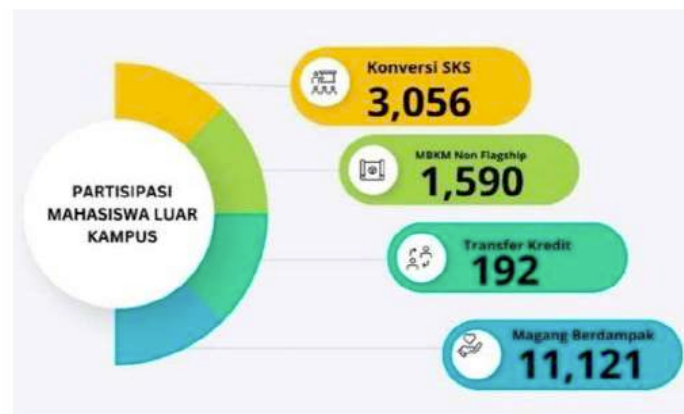 PARTISIPASI
MAHASISWA LUAR
KAMPUS
Konversi SKS
3,056
MBKM Non Flagship
1,590
Transfer Kredit
192
Magang Berdampak
11,121